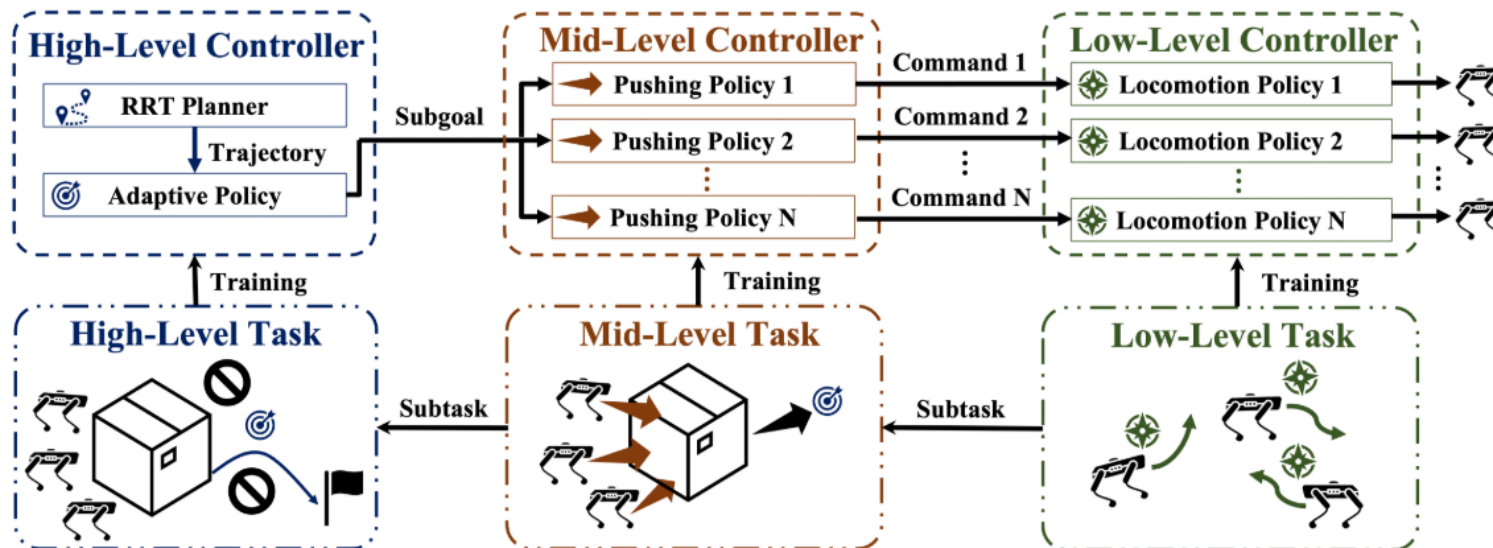 High-Level Controller
RRT Planner
Trajectory
Adaptive Policy
Subgoal
Mid-Level Controller
Pushing Policy 1
Pushing Policy 2
Pushing Policy N
Command 1
Command 2
Command N
Low-Level Controller
Locomotion Policy 1
Locomotion Policy 2
Locomotion Policy N
Training
Training
Training
High-Level Task
Subtask
Mid-Level Task
Subtask
Low-Level Task